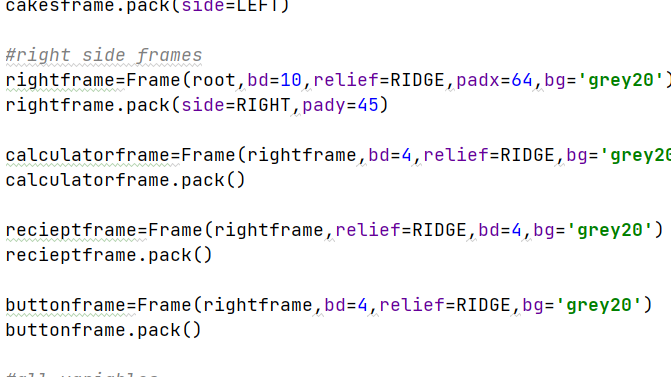 cakesframe.pack(side=LEFT)
#right side frames
rightframe=Frame(root,bd=10,relief=RIDGE,padx=64,bg='grey20')
rightframe.pack(side=RIGHT,pady=45)
calculatorframe=Frame(rightframe,bd=4,relief=RIDGE,bg='grey20
calculatorframe.pack()
recieptframe=Frame(rightframe,relief=RIDGE,bd=4,bg='grey20')
recieptframe.pack()
buttonframe=Frame(rightframe,bd=4,relief=RIDGE,bg='grey20')
buttonframe.pack()
#all variables